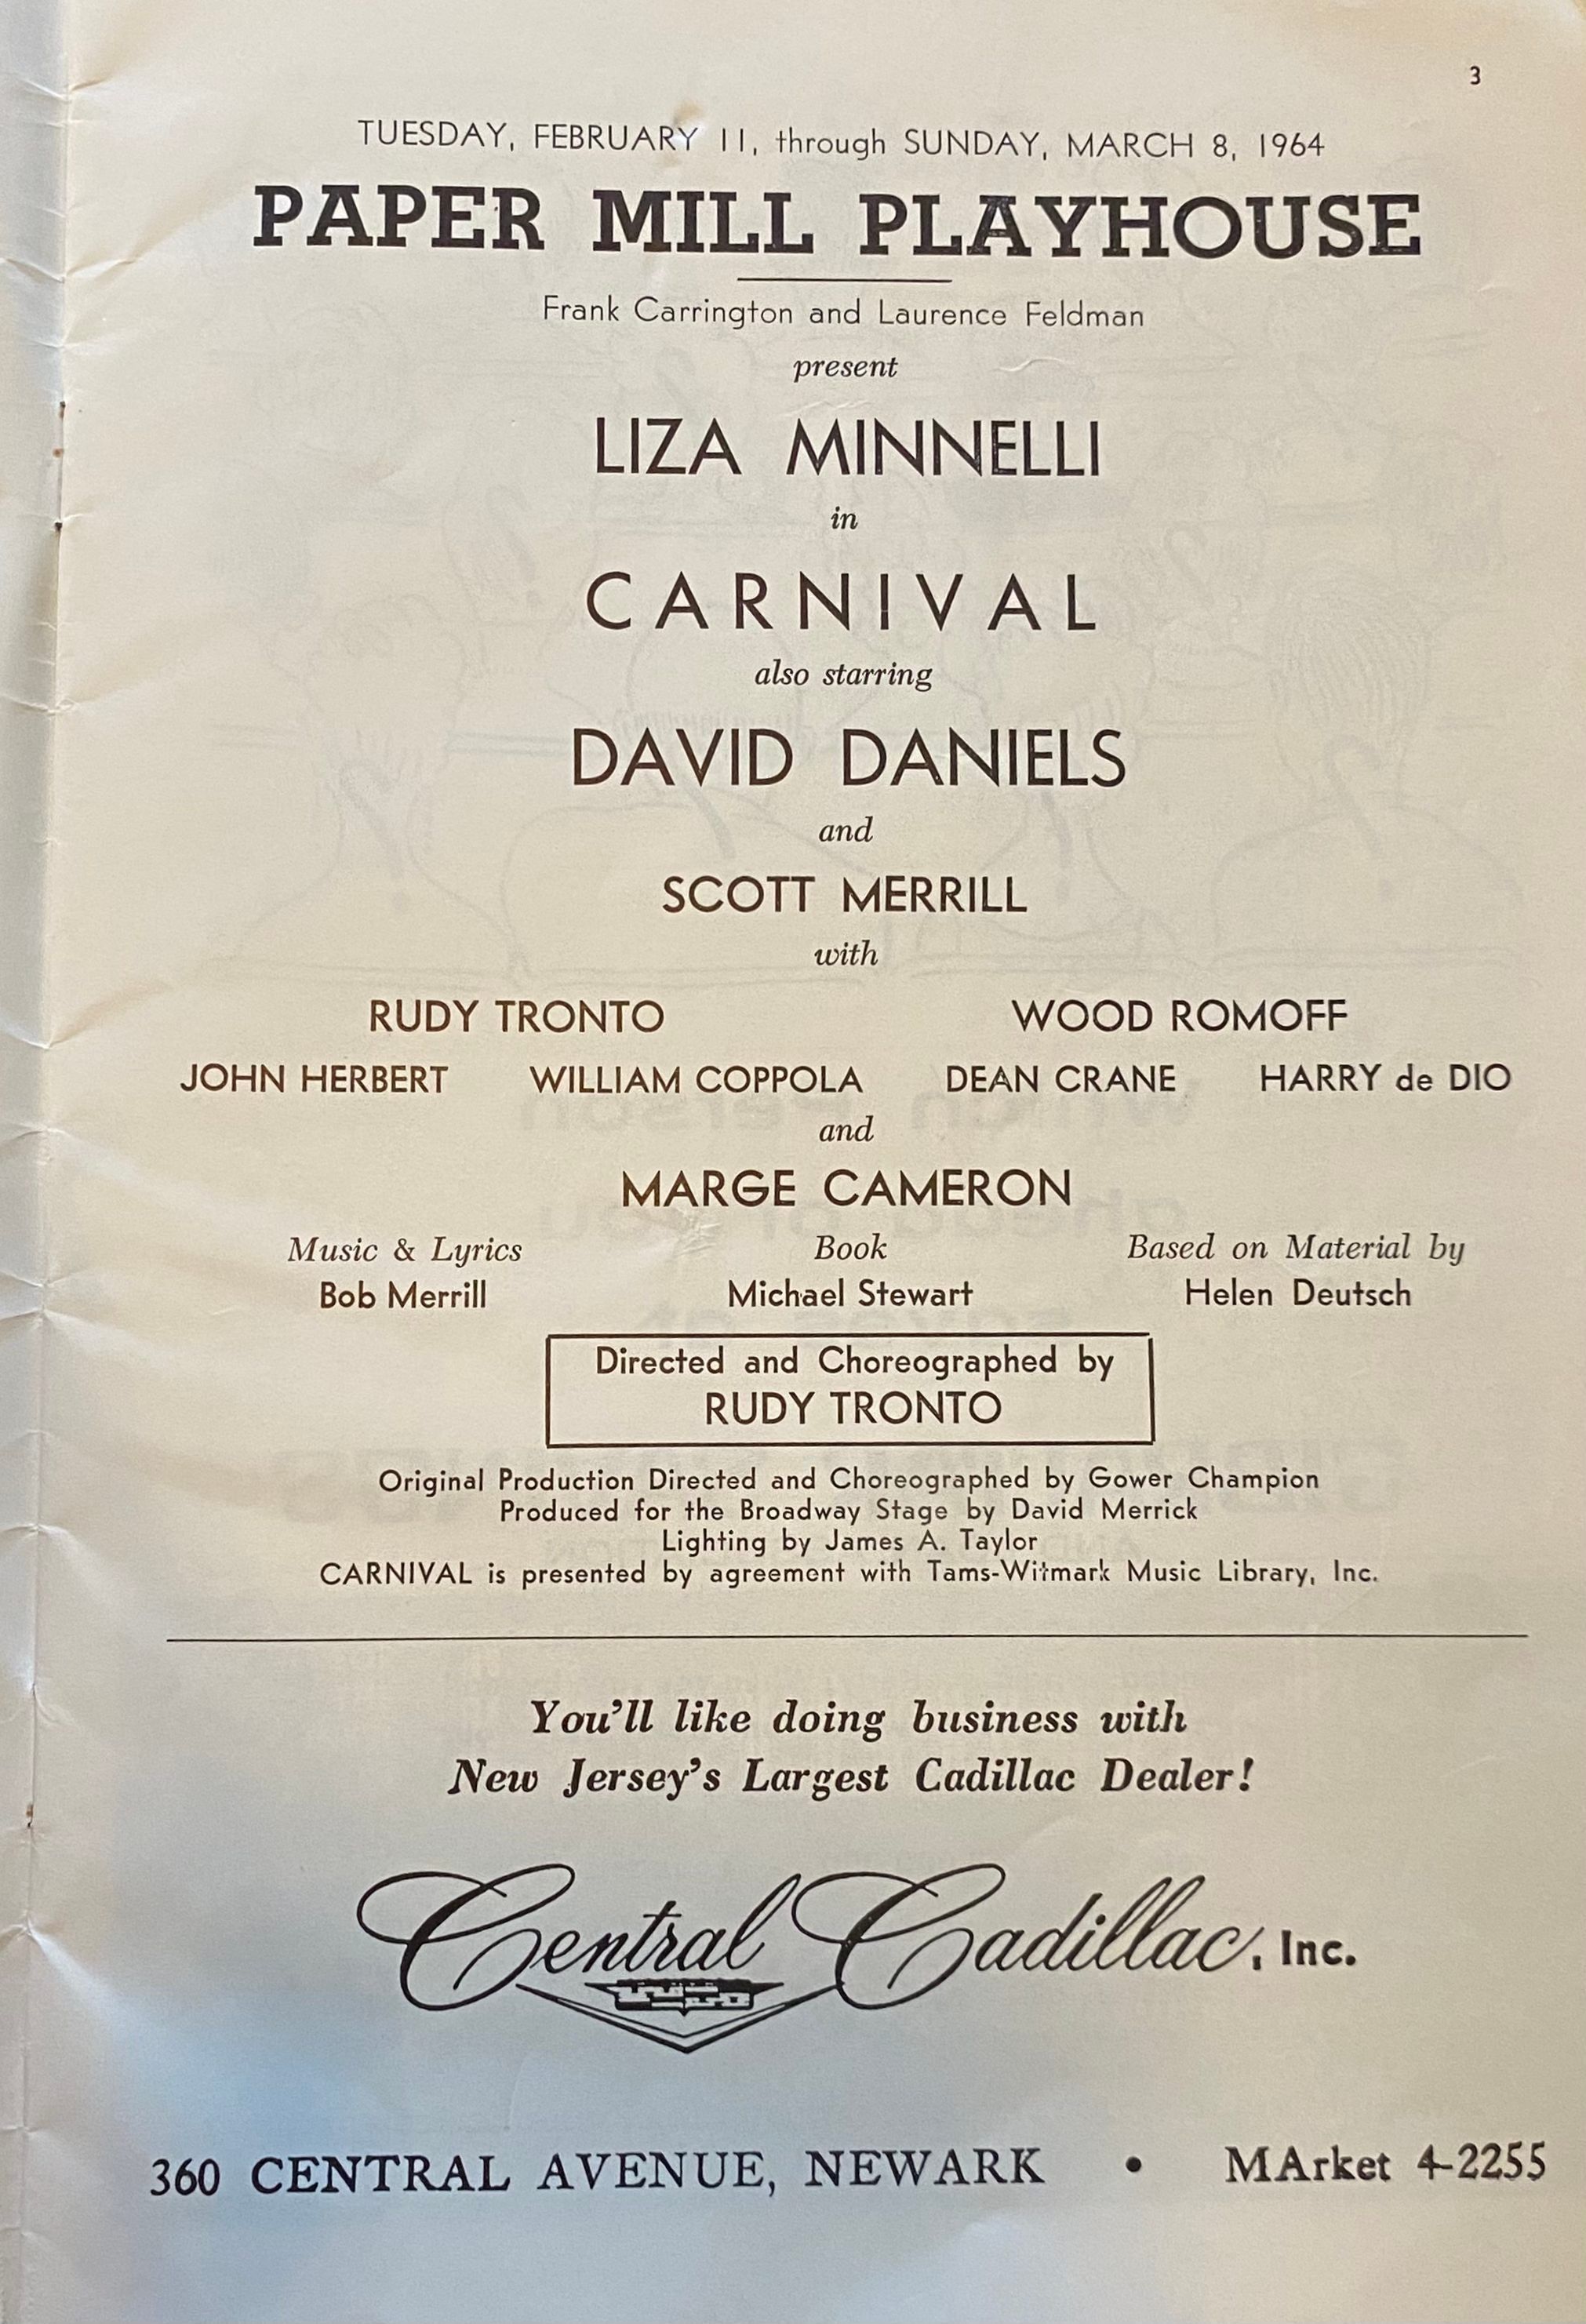 3
TUESDAY, FEBRUARY 11, through SUNDAY, MARCH 8, 1964
PAPER MILL PLAYHOUSE
Frank Carrington and Laurence Feldman
present
LIZA MINNELLI
in
CARNIVAL
also starring
DAVID DANIELS
and
SCOTT MERRILL
with
RUDY TRONTO WOOD ROMOFF
JOHN HERBERT WILLIAM COPPOLA DEAN CRANE HARRY de DIO
and
MARGE CAMERON
Music & Lyrics Book Based on Material by
Bob Merrill Michael Stewart Helen Deutsch
Directed and Choreographed by
RUDY TRONTO
Original Production Directed and Choreographed by Gower Champion
Produced for the Broadway Stage by David Merrick
Lighting by James A. Taylor
CARNIVAL is presented by agreement with Tams-Witmark Music Library, Inc.
You'll like doing business with
New Jersey's Largest Cadillac Dealer!
Central Cadillac, Inc.
360 CENTRAL AVENUE, NEWARK • MArket 4-2255